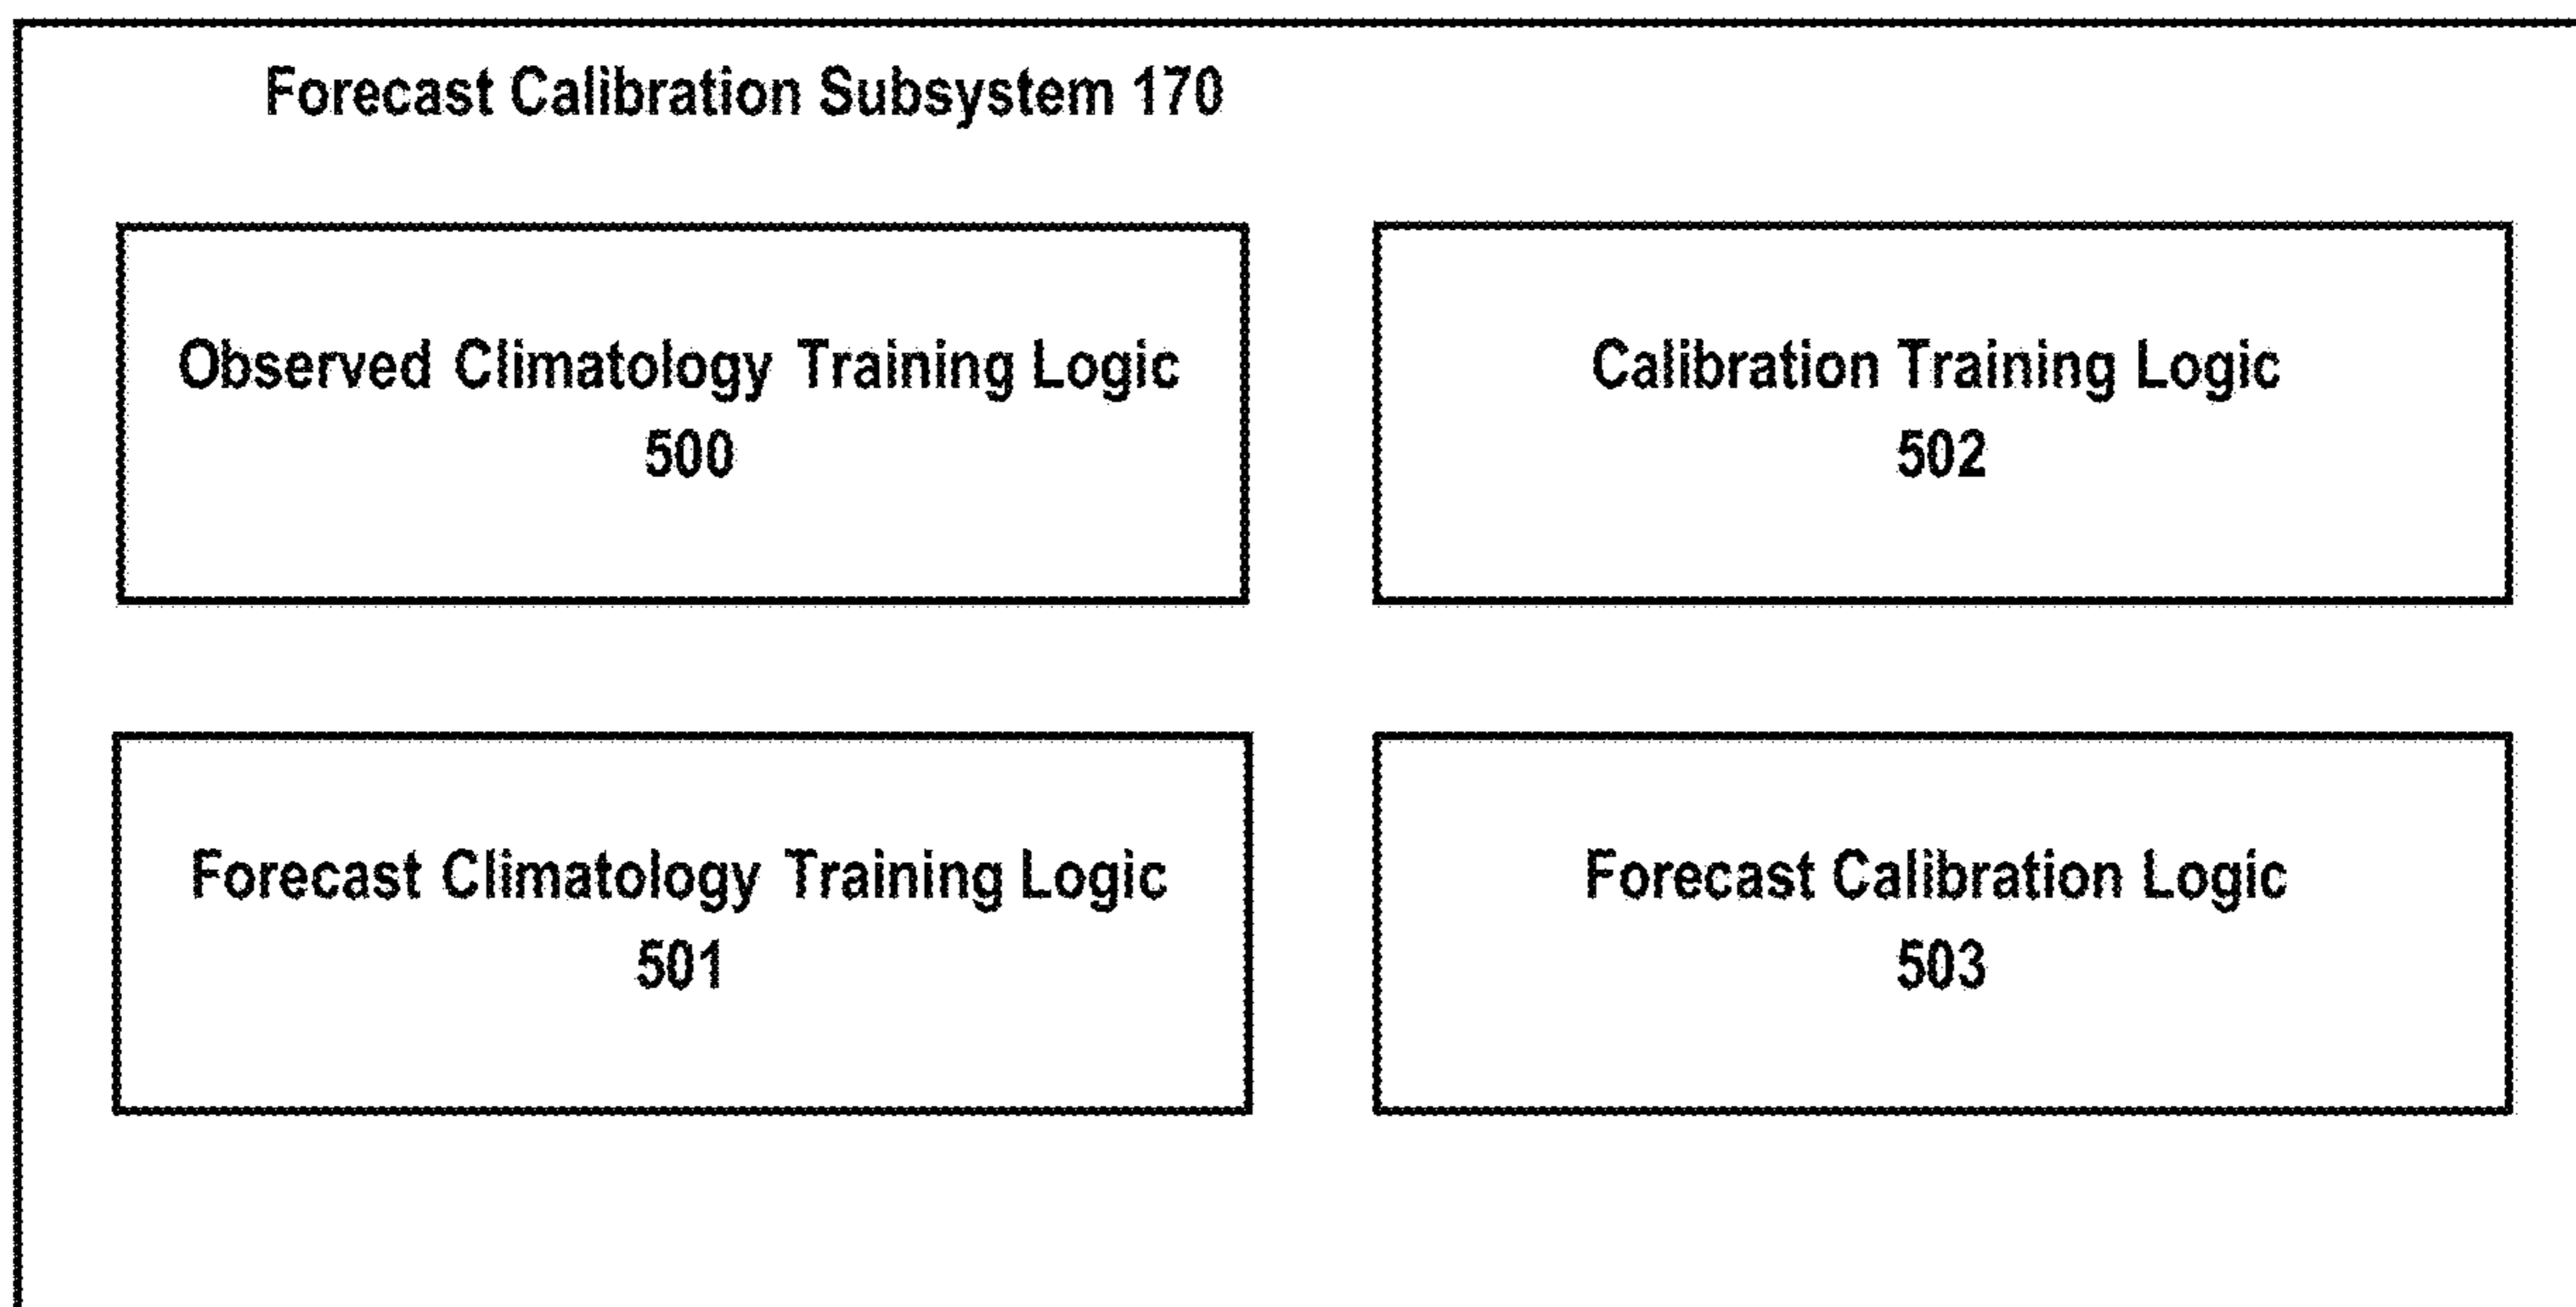 Forecast Calibration Subsystem 170
Observed Climatology Training Logic
500
Calibration Training Logic
502
Forecast Climatology Training Logic
501
Forecast Calibration Logic
503